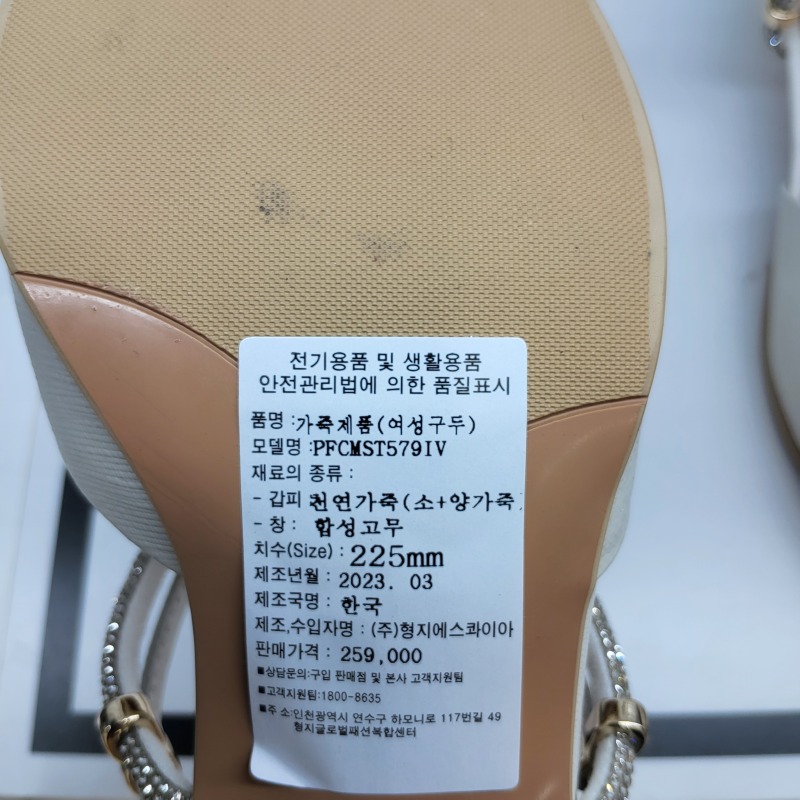 전기용품 및 생활용품
안전관리법에 의한 품질표시
품명 : 가죽제품(여성구두)
모델명 : PFCMST579IV
재료의 종류 :
- 갑피 천연가죽(소+양가죽
- 창 : 합성고무
치수(Size) : 225mm
제조년월 : 2023. 03
제조국명 : 한국
제조,수입자명 : (주)형지에스콰이아
판매가격 : 259,000
■상담문의:구입 판매점 및 본사 고객지원팀
■고객지원팀:1800-8635
■주 소:인천광역시 연수구 하모니로 117번길 49
형지글로벌패션복합센터